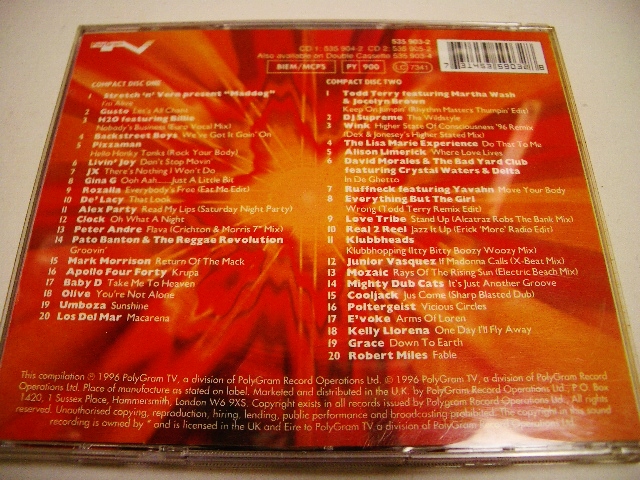 TV
535 903-2
CD 1: 535 904-2 CD 2: 535 905-2
Also available on Double Cassette 535 903-4
BIEM/MCPS PY 900 LC 7341
7 31453 59032 8
COMPACT DISC ONE
1 Stretch 'n' Vern present "Maddog"
I'm Alive
2 Gusto Let's All Chant
3 H2O featuring Billie
Nobody's Business (Bare Vocal Mix)
4 Backstreet Boys We've Got It Goin' On
5 Pizzaman
Hello Honky Tonks (Rock Your Body)
6 Livin' Joy Don't Stop Movin'
7 JX There's Nothing I Won't Do
8 Gina G Ooh Aah.....Just A Little Bit
9 Rozalla Everybody's Free (Eat Me Edit)
10 De' Lacy That Look
11 Alex Party Read My Lips (Saturday Night Party)
12 Clock Oh What A Night
13 Peter Andre Flava (Crichton & Morris 7" Mix)
14 Pato Banton & The Reggae Revolution
Groovin'
15 Mark Morrison Return Of The Mack
16 Apollo Four Forty Krupa
17 Baby D Take Me To Heaven
18 Olive You're Not Alone
19 Umboza Sunshine
20 Los Del Mar Macarena
COMPACT DISC TWO
1 Todd Terry featuring Martha Wash
& Jocelyn Brown
Keep On Jumpin' (Rhythm Masters Thumpin' Edit)
2 DJ Supreme The Wildstyle
3 Wink Higher State Of Consciousness '96 Remix
(Dex & Jonesey's Higher Stated Mix)
4 The Lisa Marie Experience Do That To Me
5 Alison Limerick Where Love Lives
6 David Morales & The Bad Yard Club
featuring Crystal Waters & Delta
In De Ghetto
7 Ruffneck featuring Yavahn Move Your Body
8 Everything But The Girl
Wrong (Todd Terry Remix Edit)
9 Love Tribe Stand Up (Alcatraz Robs The Bank Mix)
10 Reel 2 Reel Jazz It Up (Erick 'More' Radio Edit)
11 Klubbheads
Klubbhopping (Itty Bitty Boozy Woozy Mix)
12 Junior Vasquez If Madonna Calls (X-Beat Mix)
13 Mozaic Rays Of The Rising Sun (Electric Beach Mix)
14 Mighty Dub Cats It's Just Another Groove
15 Cooljack Jus Come (Sharp Blasted Dub)
16 Poltergeist Vicious Circles
17 E'voke Arms Of Loren
18 Kelly Llorena One Day I'll Fly Away
19 Grace Down To Earth
20 Robert Miles Fable
This compilation ℗ 1996 PolyGram TV, a division of PolyGram Record Operations Ltd. © 1996 PolyGram TV, a division of PolyGram Record
Operations Ltd. Place of manufacture as stated on label. Marketed and distributed in the U.K. by PolyGram Record Operations Ltd., P.O. Box
1420, 1 Sussex Place, Hammersmith, London W6 9XS. Copyright exists in all records issued by PolyGram Record Operations Ltd. All rights
reserved. Unauthorised copying, reproduction, hiring, lending, public performance and broadcasting prohibited. The copyright in this sound
recording is owned by " and is licensed in the UK and Eire to PolyGram TV a division of PolyGram Record Operations Ltd.